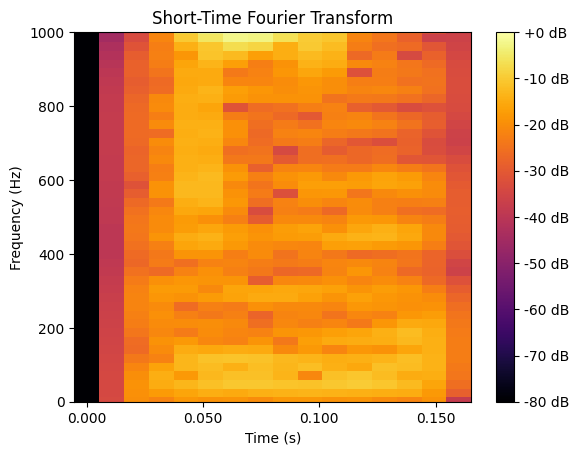 Short-Time Fourier Transform
1000
800
600
400
200
0
Frequency (Hz)
0.000
0.050
0.100
0.150
Time (s)
+0 dB
-10 dB
-20 dB
-30 dB
-40 dB
-50 dB
-60 dB
-70 dB
-80 dB